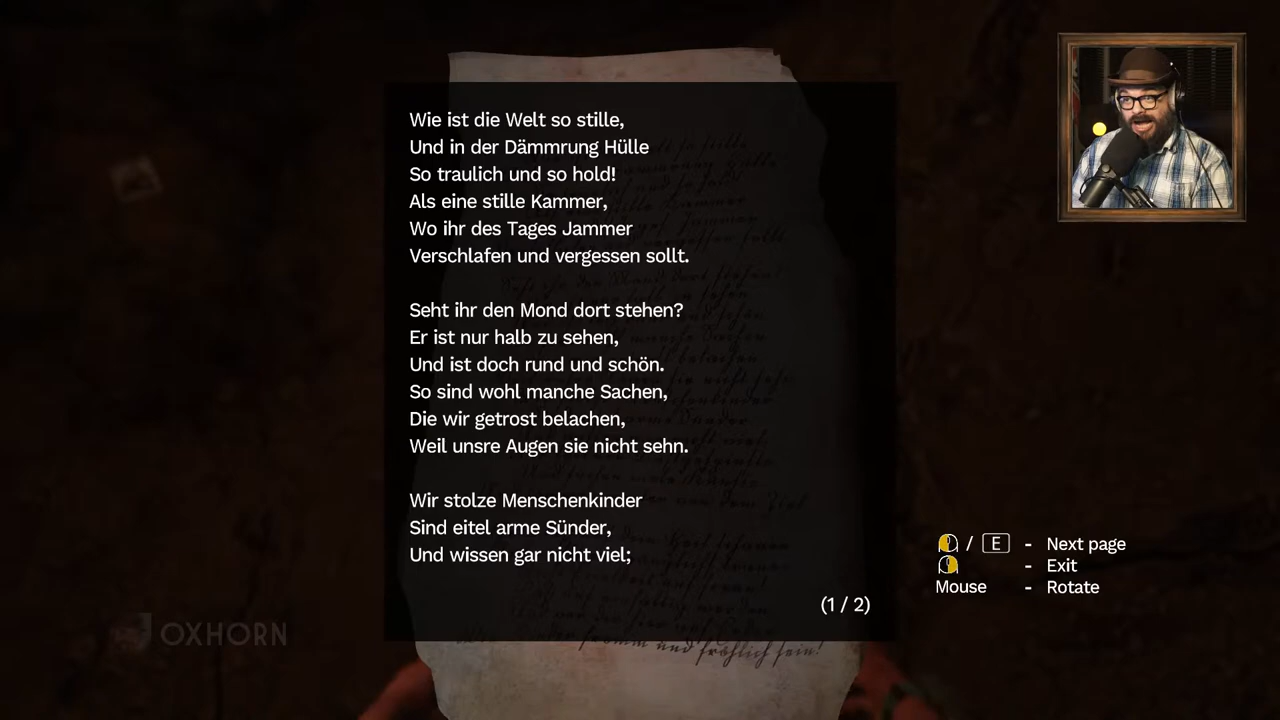 Wie ist die Welt so stille,
Und in der Dämmrung Hülle
So traulich und so hold!
Als eine stille Kammer,
Wo ihr des Tages Jammer
Verschlafen und vergessen sollt.
Seht ihr den Mond dort stehen?
Er ist nur halb zu sehen,
Und ist doch rund und schön.
So sind wohl manche Sachen,
Die wir getrost belachen,
Weil unsre Augen sie nicht sehn.
Wir stolze Menschenkinder
Sind eitel arme Sünder,
Und wissen gar nicht viel;
(1 / 2)
/ E - Next page
- Exit
Mouse - Rotate
OXHORN
und fröhlich sein!